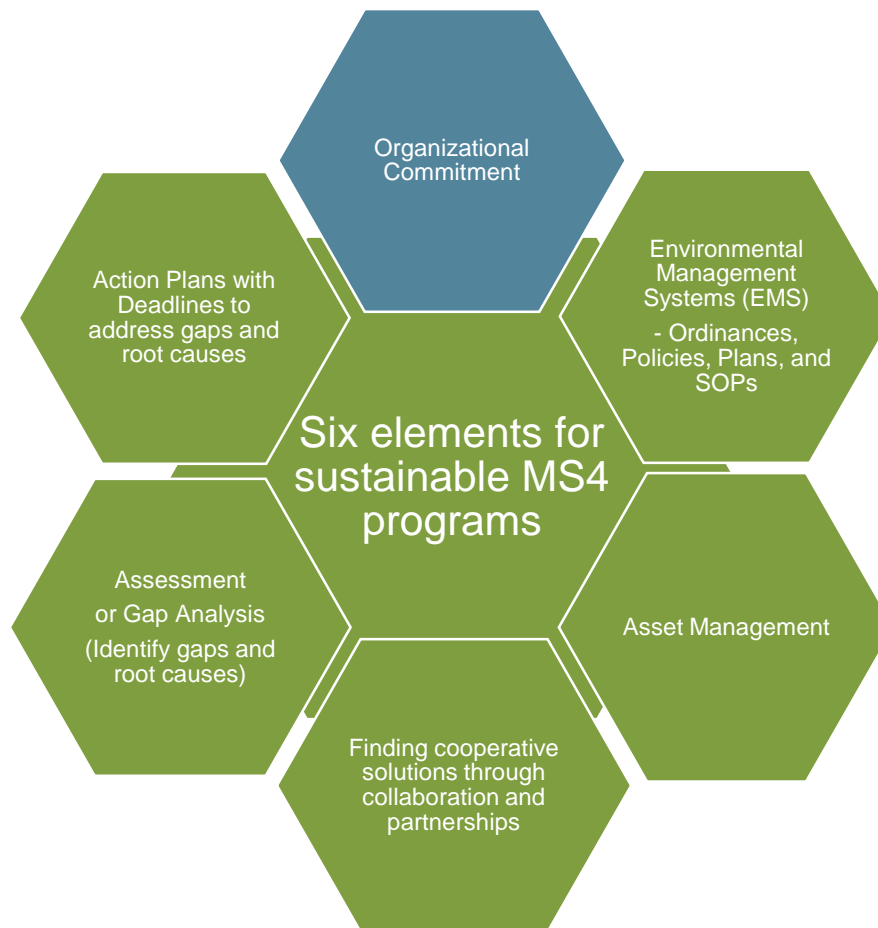 Organizational
Commitment
Environmental
Management
Systems (EMS)
- Ordinances,
Policies, Plans, and
SOPs
Action Plans with
Deadlines to
address gaps and
root causes
Six elements for
sustainable MS4
programs
Assessment
or Gap Analysis
(Identify gaps and
root causes)
Asset Management
Finding cooperative
solutions through
collaboration and
partnerships